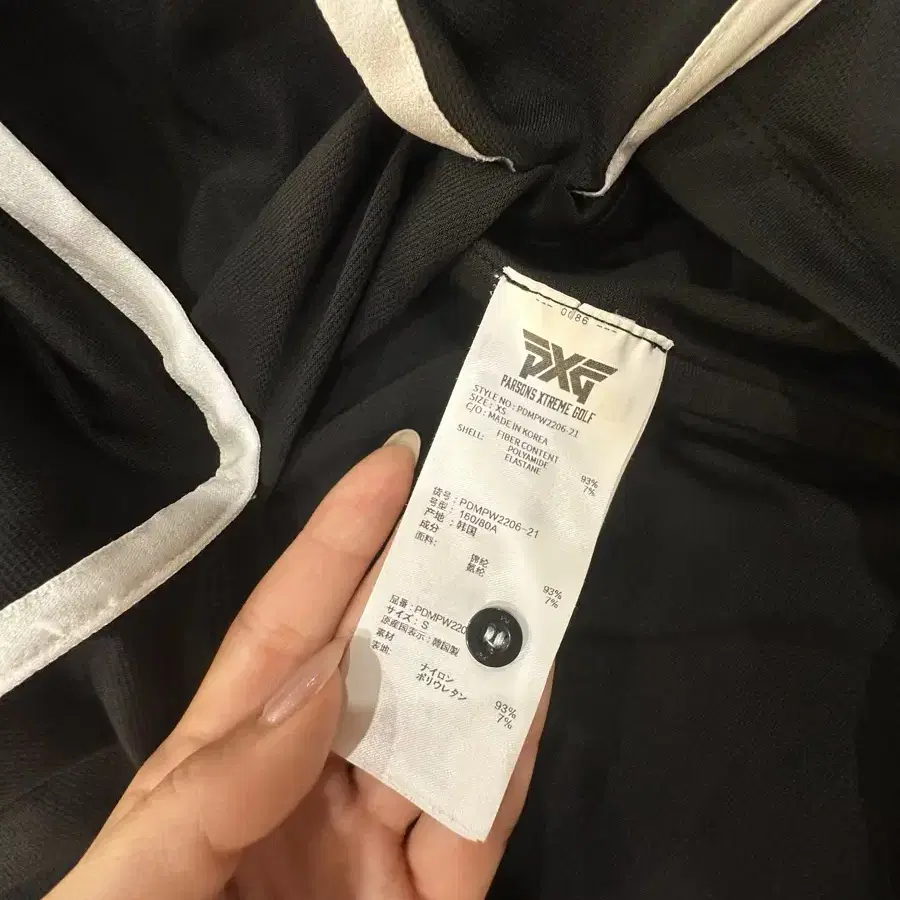 --- 0086 ---
PXG
PARSONS XTREME GOLF
STYLE NO: PDMPW2206-21
SIZE: XS
C/O: MADE IN KOREA
FIBER CONTENT
SHELL: POLYAMIDE 93%
ELASTANE 7%
货号: PDMPW2206-21
号型: 160/80A
产地: 韩国
成分:
面料:
锦纶 93%
氨纶 7%
品番: PDMPW220
サイズ: S
原産国表示: 韓国製
素材
表地:
ナイロン 93%
ポリウレタン 7%